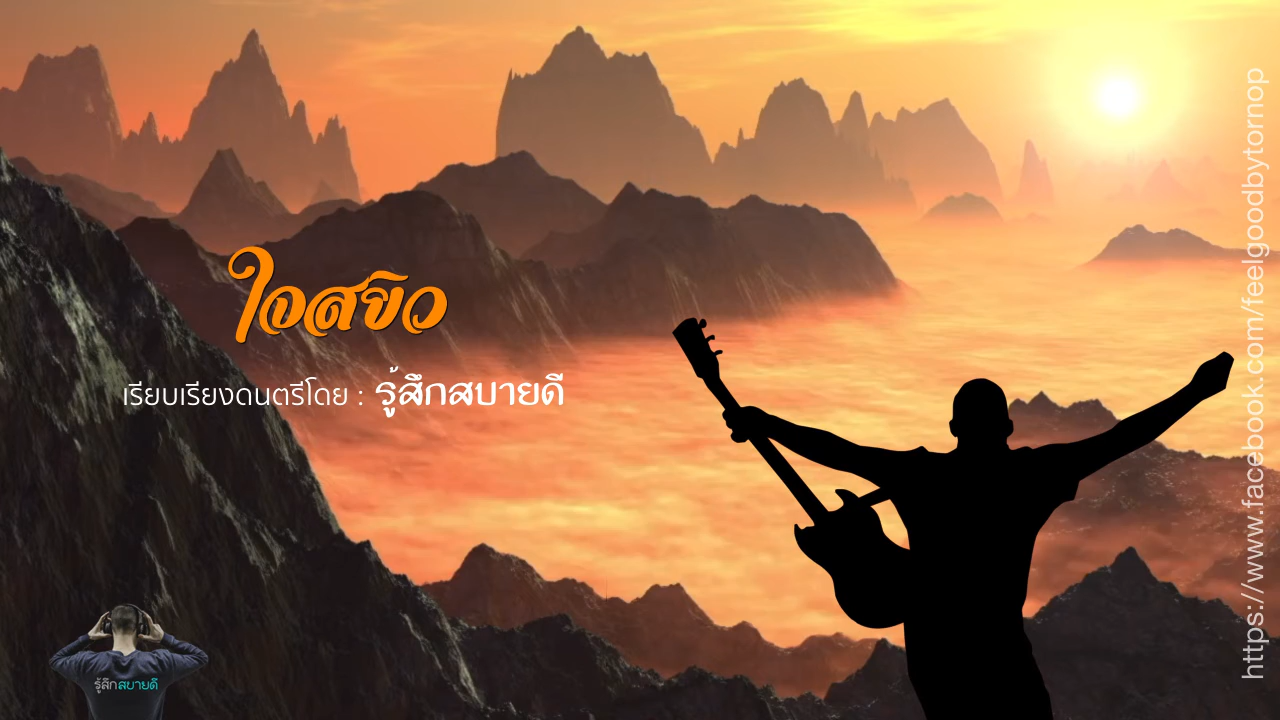 ใจสยิว
เรียบเรียงดนตรีโดย : รู้สึกสบายดี
รู้สึกสบายดี
https://www.facebook.com/feelgoodbytornop